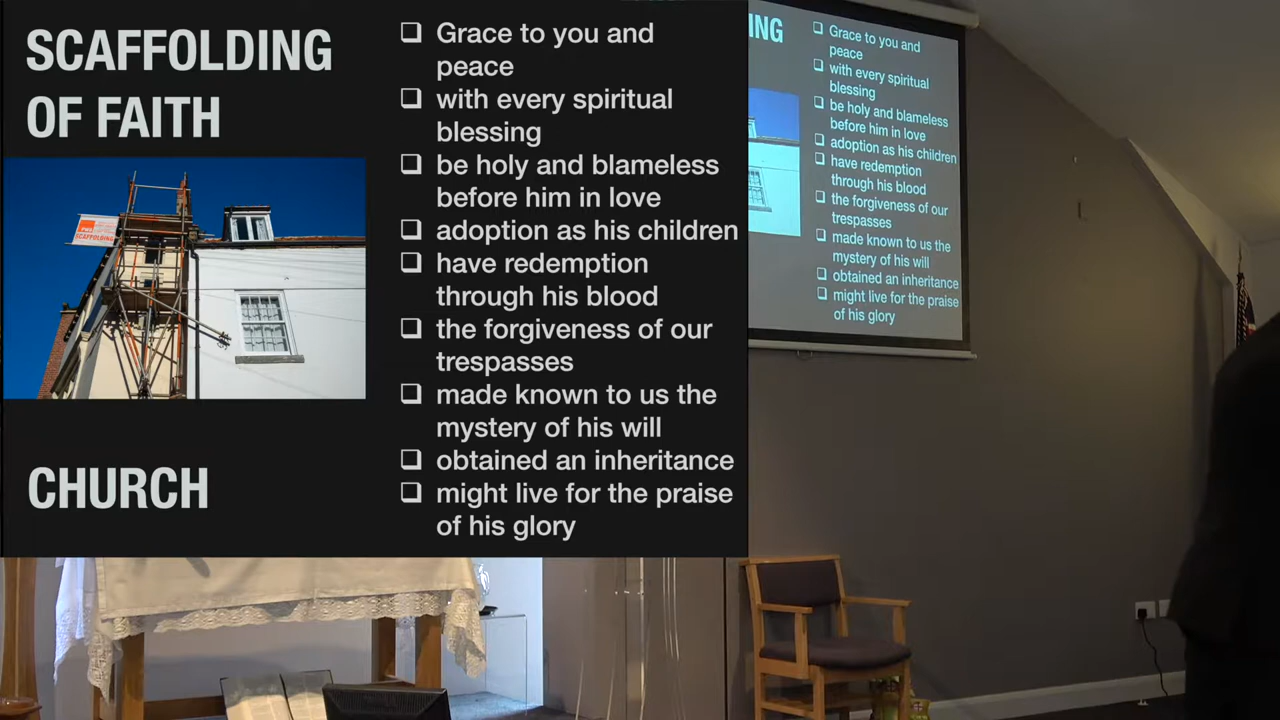 SCAFFOLDING
OF FAITH
SCAFFOLDING
CHURCH
❑ Grace to you and
peace
❑ with every spiritual
blessing
❑ be holy and blameless
before him in love
❑ adoption as his children
❑ have redemption
through his blood
❑ the forgiveness of our
trespasses
❑ made known to us the
mystery of his will
❑ obtained an inheritance
❑ might live for the praise
of his glory
ING
❑ Grace to you and
peace
❑ with every spiritual
blessing
❑ be holy and blameless
before him in love
❑ adoption as his children
❑ have redemption
through his blood
❑ the forgiveness of our
trespasses
❑ made known to us the
mystery of his will
❑ obtained an inheritance
❑ might live for the praise
of his glory